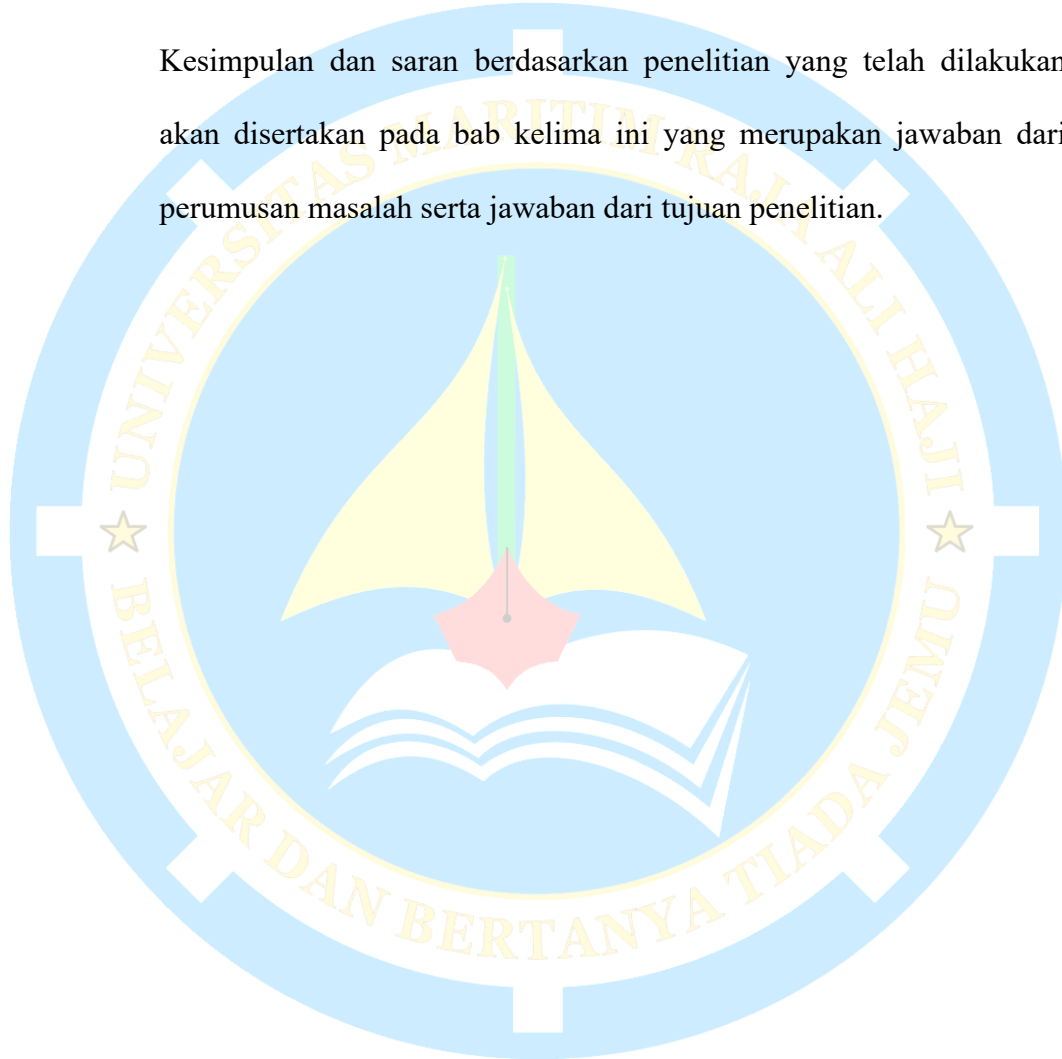 Kesimpulan dan saran berdasarkan penelitian yang telah dilakukan
akan disertakan pada bab kelima ini yang merupakan jawaban dari
perumusan masalah serta jawaban dari tujuan penelitian.
UNIVERSITAS MARITIM RAJA ALI HAJI
BELAJAR DAN BERTANYA TIADA JEMU